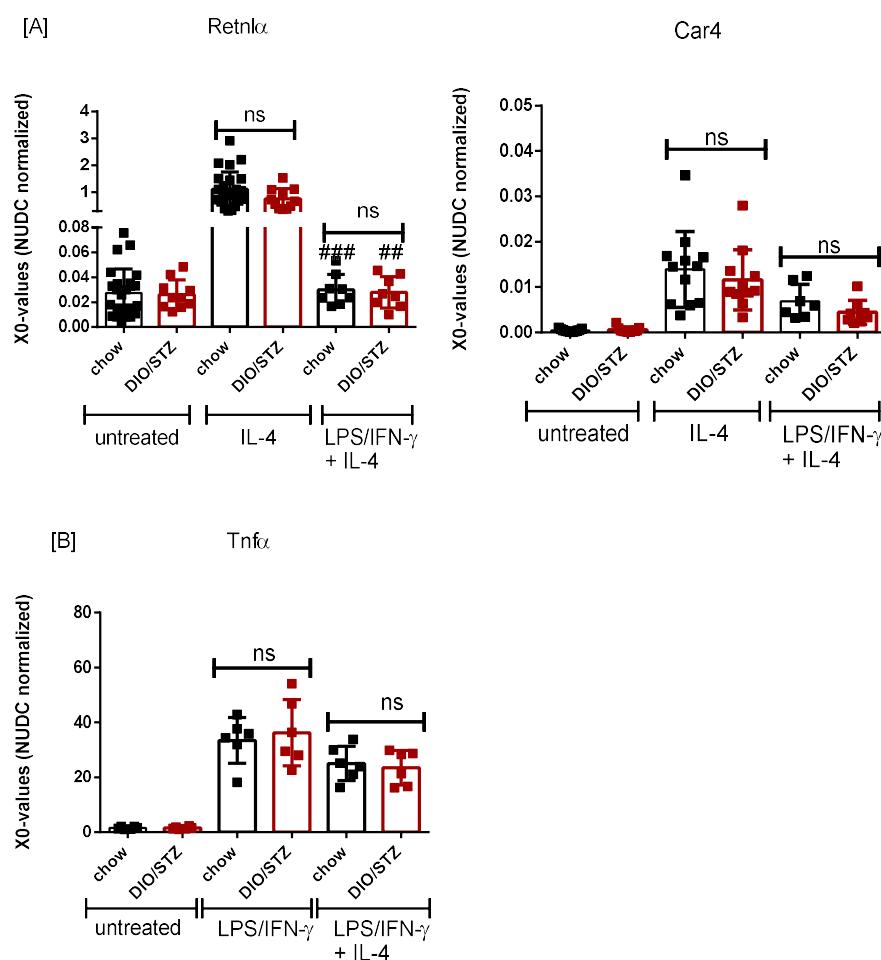 [A]
Retnlα
X0-values (NUDC normalized)
4
3
2
1
0.08
0.06
0.04
0.02
0.00
ns
ns
###
##
chow
DIO/STZ
chow
DIO/STZ
chow
DIO/STZ
untreated
IL-4
LPS/IFN-γ
+ IL-4
Car4
X0-values (NUDC normalized)
0.05
0.04
0.03
0.02
0.01
0.00
ns
ns
chow
DIO/STZ
chow
DIO/STZ
chow
DIO/STZ
untreated
IL-4
LPS/IFN-γ
+ IL-4
[B]
Tnfα
X0-values (NUDC normalized)
80
60
40
20
0
ns
ns
chow
DIO/STZ
chow
DIO/STZ
chow
DIO/STZ
untreated
LPS/IFN-γ
LPS/IFN-γ
+ IL-4